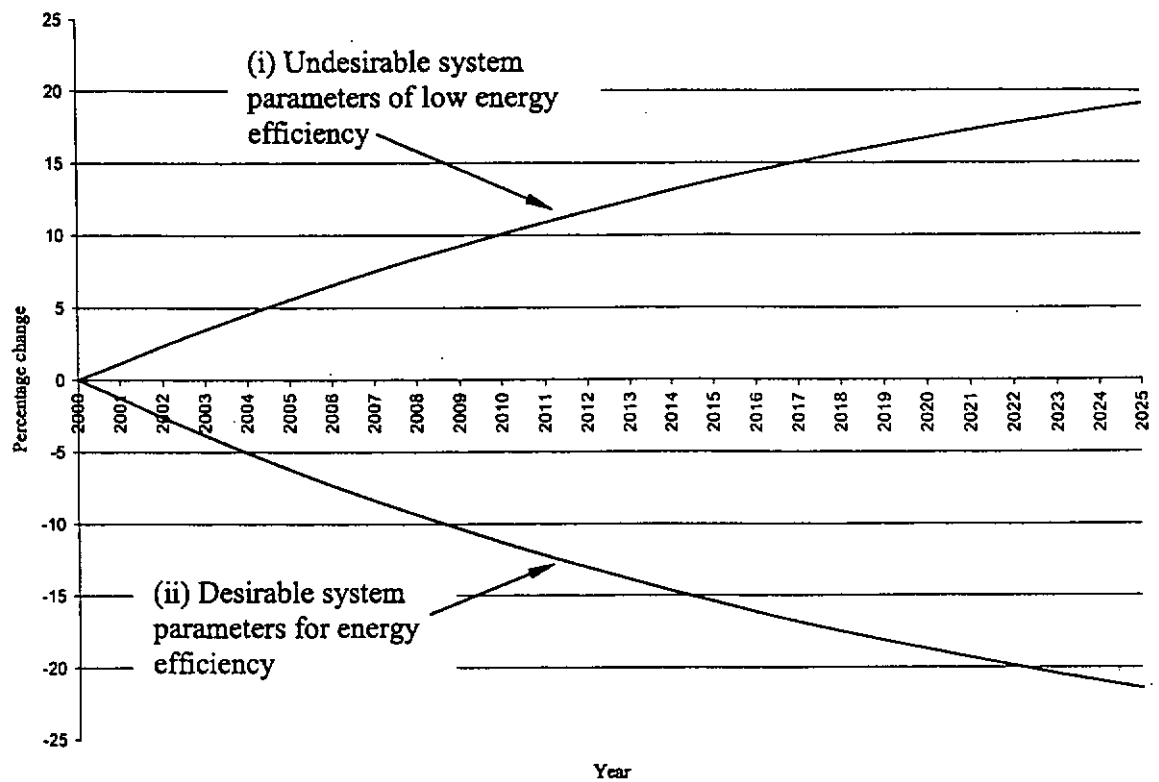 25
20
15
10
5
0
-5
-10
-15
-20
-25
Percentage change
(i) Undesirable system
parameters of low energy
efficiency
2000 2001 2002 2003 2004 2005 2006 2007 2008 2009 2010 2011 2012 2013 2014 2015 2016 2017 2018 2019 2020 2021 2022 2023 2024 2025
(ii) Desirable system
parameters for energy
efficiency
Year